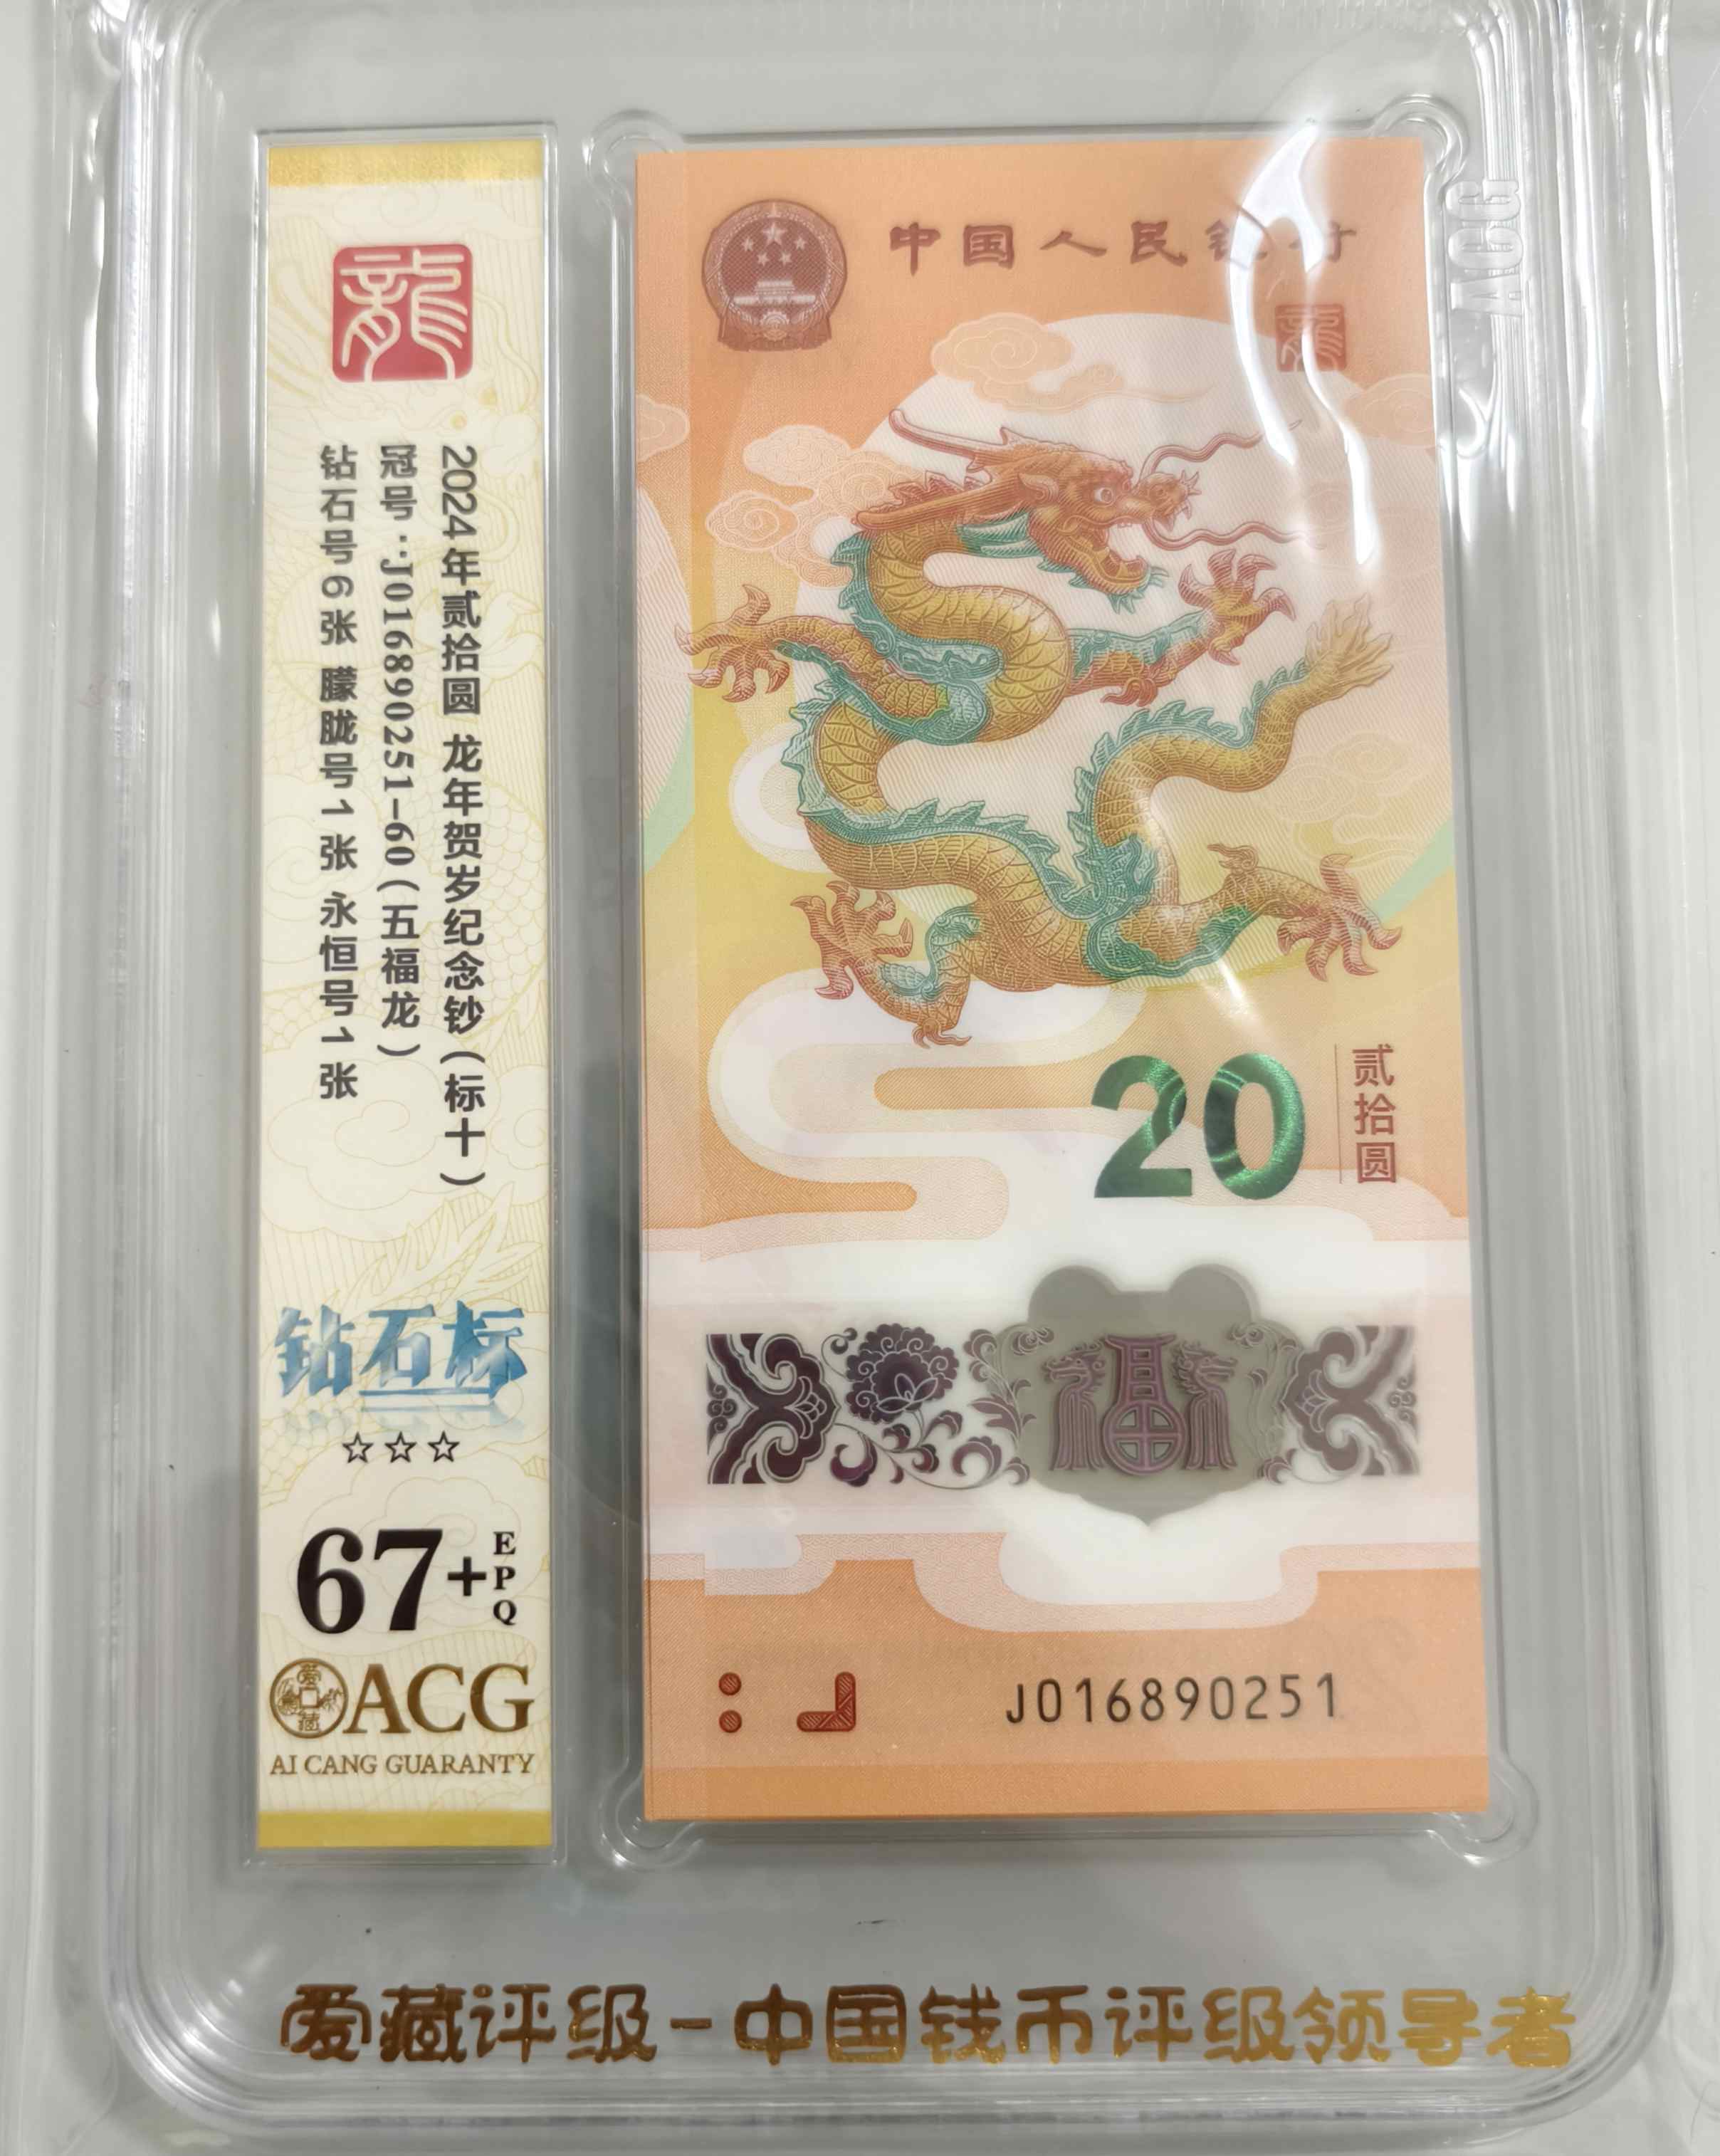 龍
2024年贰拾圆 龙年贺岁纪念钞（标十）
冠号：J016890251-60（五福龙）
钻石号6张 朦胧号1张 永恒号1张
钻石标
☆☆☆
67+EPQ
ACG
AI CANG GUARANTY
中国人民银行
龍
20
贰拾圆
福
J016890251
ACG
爱藏评级-中国钱币评级领导者